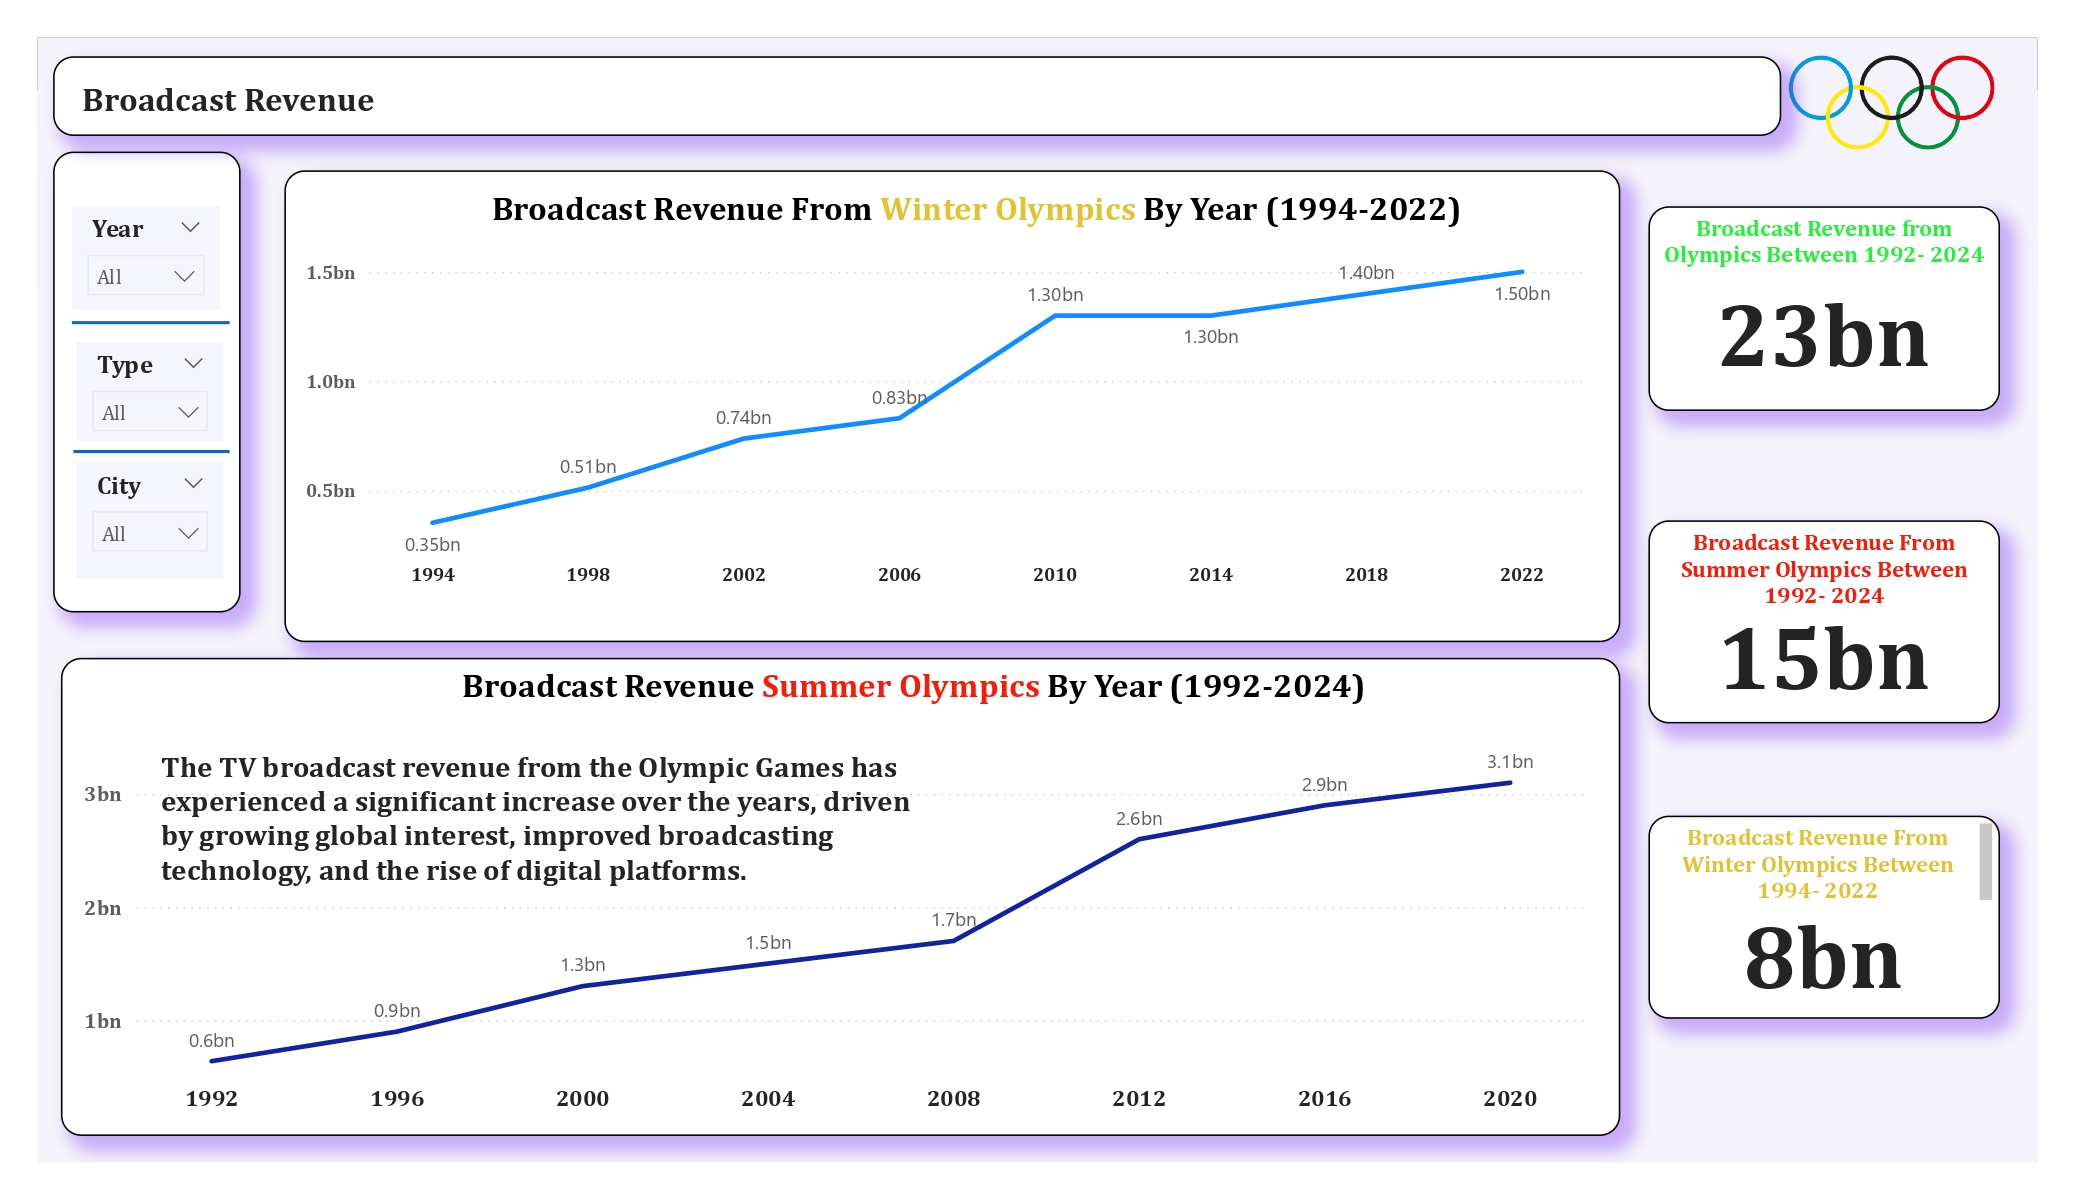 Broadcast Revenue
Year
All
Type
All
City
All
Broadcast Revenue From Winter Olympics By Year (1994-2022)
1.5bn
1.0bn
0.5bn
0.35bn
0.51bn
0.74bn
0.83bn
1.30bn
1.30bn
1.40bn
1.50bn
1994
1998
2002
2006
2010
2014
2018
2022
Broadcast Revenue from
Olympics Between 1992- 2024
23bn
Broadcast Revenue From
Summer Olympics Between
1992- 2024
15bn
Broadcast Revenue From
Winter Olympics Between
1994- 2022
8bn
Broadcast Revenue Summer Olympics By Year (1992-2024)
The TV broadcast revenue from the Olympic Games has
experienced a significant increase over the years, driven
by growing global interest, improved broadcasting
technology, and the rise of digital platforms.
3bn
2bn
1bn
0.6bn
0.9bn
1.3bn
1.5bn
1.7bn
2.6bn
2.9bn
3.1bn
1992
1996
2000
2004
2008
2012
2016
2020